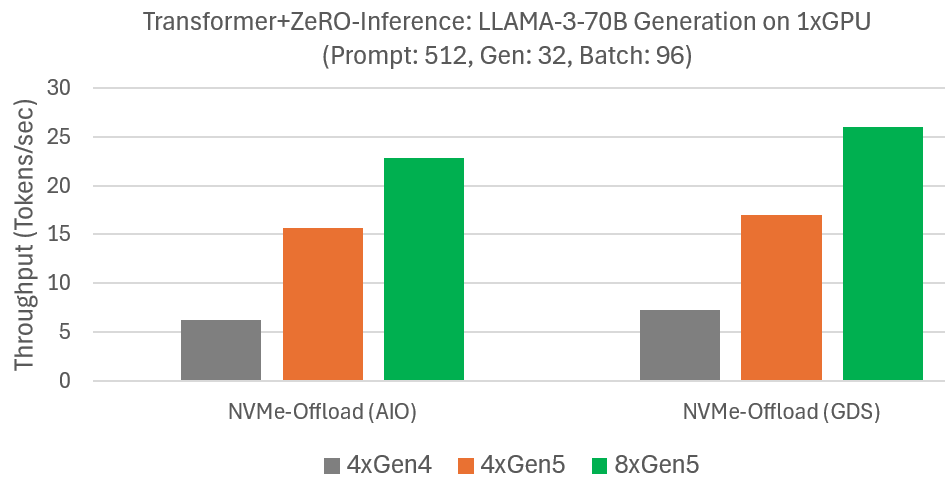 Transformer+ZeRO-Inference: LLAMA-3-70B Generation on 1xGPU
(Prompt: 512, Gen: 32, Batch: 96)
Throughput (Tokens/sec)
30
25
20
15
10
5
0
NVMe-Offload (AIO)
NVMe-Offload (GDS)
4xGen4
4xGen5
8xGen5